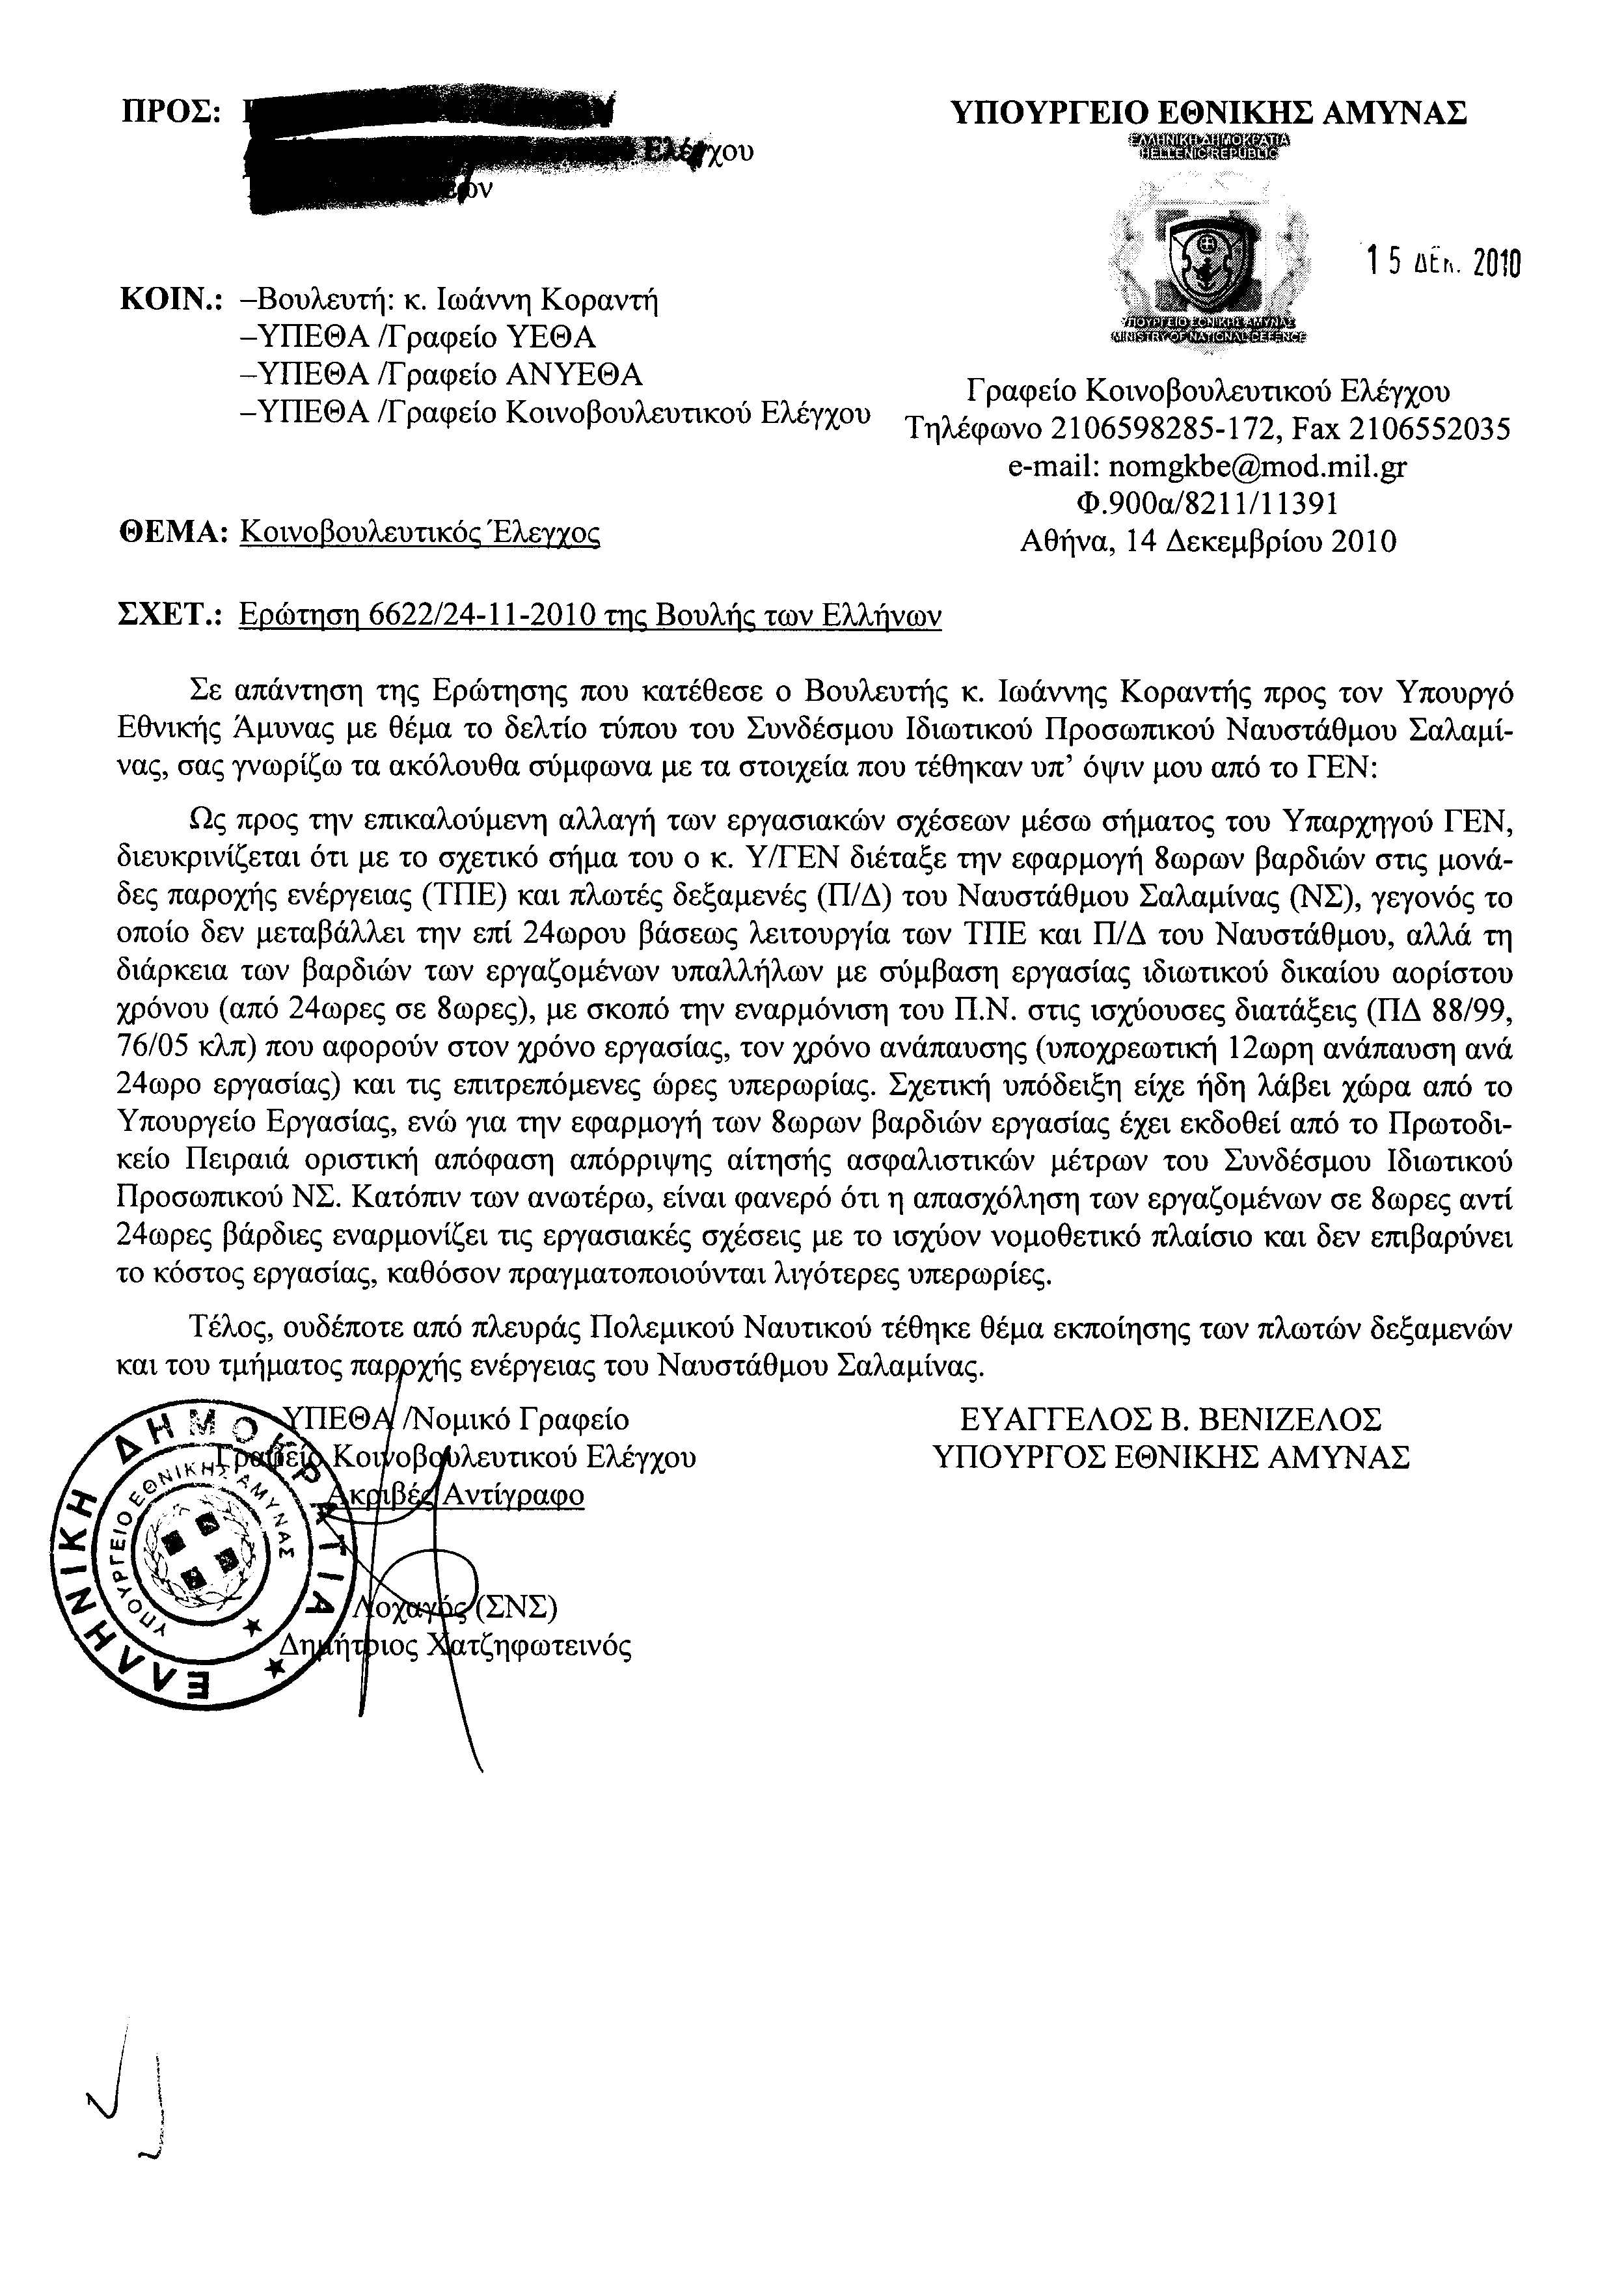 ΠΡΟΣ:
Ελέγχου
ΚΟΙΝ.: –Βουλευτή: κ. Ιωάννη Κοραντή
–ΥΠΕΘΑ /Γραφείο ΥΕΘΑ
–ΥΠΕΘΑ /Γραφείο ΑΝΥΕΘΑ
–ΥΠΕΘΑ /Γραφείο Κοινοβουλευτικού Ελέγχου
ΘΕΜΑ: Κοινοβουλευτικός Έλεγχος
ΥΠΟΥΡΓΕΙΟ ΕΘΝΙΚΗΣ ΑΜΥΝΑΣ
ΕΛΛΗΝΙΚΗ ΔΗΜΟΚΡΑΤΙΑ
HELLENIC REPUBLIC
ΥΠΟΥΡΓΕΙΟ ΕΘΝΙΚΗΣ ΑΜΥΝΑΣ
MINISTRY OF NATIONAL DEFENCE
15 ΔΕΚ. 2010
Γραφείο Κοινοβουλευτικού Ελέγχου
Τηλέφωνο 2106598285-172, Fax 2106552035
e-mail: nomgkbe@mod.mil.gr
Φ.900α/8211/11391
Αθήνα, 14 Δεκεμβρίου 2010
ΣΧΕΤ.: Ερώτηση 6622/24-11-2010 της Βουλής των Ελλήνων
Σε απάντηση της Ερώτησης που κατέθεσε ο Βουλευτής κ. Ιωάννης Κοραντής προς τον Υπουργό
Εθνικής Άμυνας με θέμα το δελτίο τύπου του Συνδέσμου Ιδιωτικού Προσωπικού Ναυστάθμου Σαλαμί-
νας, σας γνωρίζω τα ακόλουθα σύμφωνα με τα στοιχεία που τέθηκαν υπ’ όψιν μου από το ΓΕΝ:
Ως προς την επικαλούμενη αλλαγή των εργασιακών σχέσεων μέσω σήματος του Υπαρχηγού ΓΕΝ,
διευκρινίζεται ότι με το σχετικό σήμα του ο κ. Υ/ΓΕΝ διέταξε την εφαρμογή 8ωρων βαρδιών στις μονά-
δες παροχής ενέργειας (ΤΠΕ) και πλωτές δεξαμενές (Π/Δ) του Ναυστάθμου Σαλαμίνας (ΝΣ), γεγονός το
οποίο δεν μεταβάλλει την επί 24ωρου βάσεως λειτουργία των ΤΠΕ και Π/Δ του Ναυστάθμου, αλλά τη
διάρκεια των βαρδιών των εργαζομένων υπαλλήλων με σύμβαση εργασίας ιδιωτικού δικαίου αορίστου
χρόνου (από 24ωρες σε 8ωρες), με σκοπό την εναρμόνιση του Π.Ν. στις ισχύουσες διατάξεις (ΠΔ 88/99,
76/05 κλπ) που αφορούν στον χρόνο εργασίας, τον χρόνο ανάπαυσης (υποχρεωτική 12ωρη ανάπαυση ανά
24ωρο εργασίας) και τις επιτρεπόμενες ώρες υπερωρίας. Σχετική υπόδειξη είχε ήδη λάβει χώρα από το
Υπουργείο Εργασίας, ενώ για την εφαρμογή των 8ωρων βαρδιών εργασίας έχει εκδοθεί από το Πρωτοδι-
κείο Πειραιά οριστική απόφαση απόρριψης αίτησής ασφαλιστικών μέτρων του Συνδέσμου Ιδιωτικού
Προσωπικού ΝΣ. Κατόπιν των ανωτέρω, είναι φανερό ότι η απασχόληση των εργαζομένων σε 8ωρες αντί
24ωρες βάρδιες εναρμονίζει τις εργασιακές σχέσεις με το ισχύον νομοθετικό πλαίσιο και δεν επιβαρύνει
το κόστος εργασίας, καθόσον πραγματοποιούνται λιγότερες υπερωρίες.
Τέλος, ουδέποτε από πλευράς Πολεμικού Ναυτικού τέθηκε θέμα εκποίησης των πλωτών δεξαμενών
και του τμήματος παροχής ενέργειας του Ναυστάθμου Σαλαμίνας.
ΥΠΕΘΑ /Νομικό Γραφείο
Γραφείο Κοινοβουλευτικού Ελέγχου
Ακριβές Αντίγραφο
Λοχαγός (ΣΝΣ)
Δημήτριος Χατζηφωτεινός
ΕΥΑΓΓΕΛΟΣ Β. ΒΕΝΙΖΕΛΟΣ
ΥΠΟΥΡΓΟΣ ΕΘΝΙΚΗΣ ΑΜΥΝΑΣ
ΕΛΛΗΝΙΚΗ ΔΗΜΟΚΡΑΤΙΑ
ΥΠΟΥΡΓΕΙΟ ΕΘΝΙΚΗΣ ΑΜΥΝΑΣ